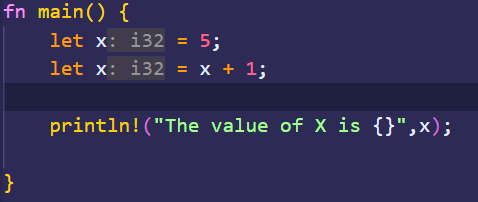 fn main() {
    let x: i32 = 5;
    let x: i32 = x + 1;

    println!("The value of X is {}",x);

}